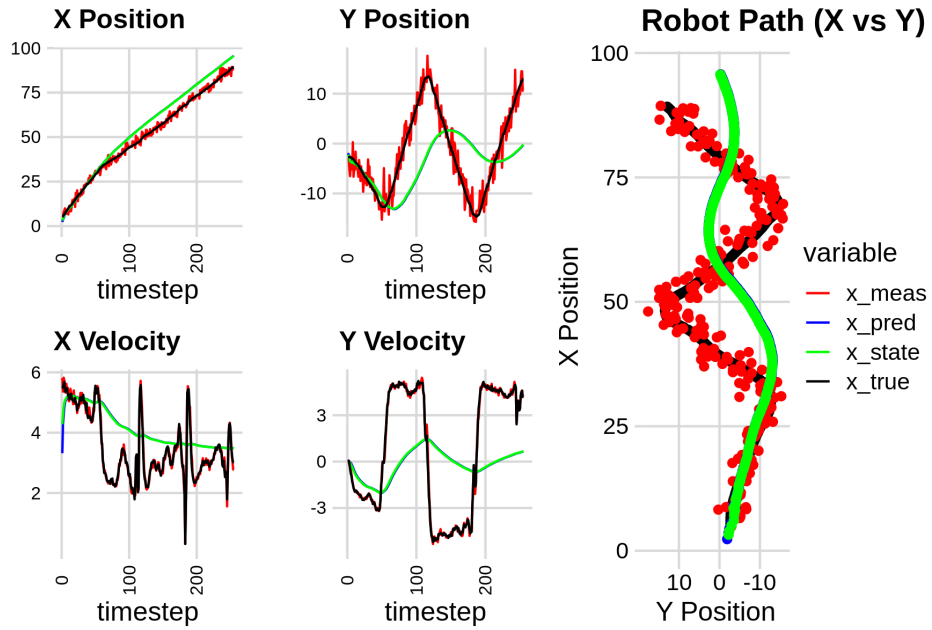 X Position
100
75
50
25
0
0
100
200
timestep
Y Position
10
0
-10
0
100
200
timestep
X Velocity
6
4
2
0
100
200
timestep
Y Velocity
3
0
-3
0
100
200
timestep
Robot Path (X vs Y)
X Position
100
75
50
25
0
10 0 -10
Y Position
variable
x_meas
x_pred
x_state
x_true